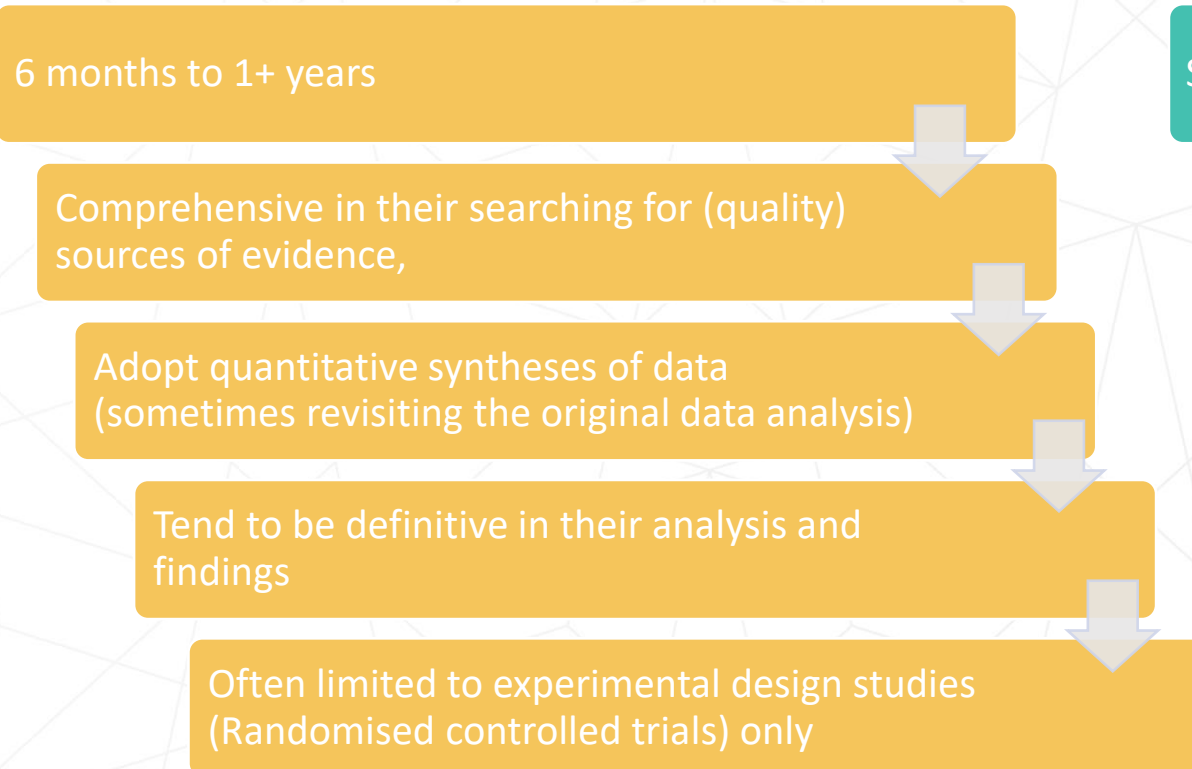 6 months to 1+ years
S
Comprehensive in their searching for (quality)
sources of evidence,
Adopt quantitative syntheses of data
(sometimes revisiting the original data analysis)
Tend to be definitive in their analysis and
findings
Often limited to experimental design studies
(Randomised controlled trials) only